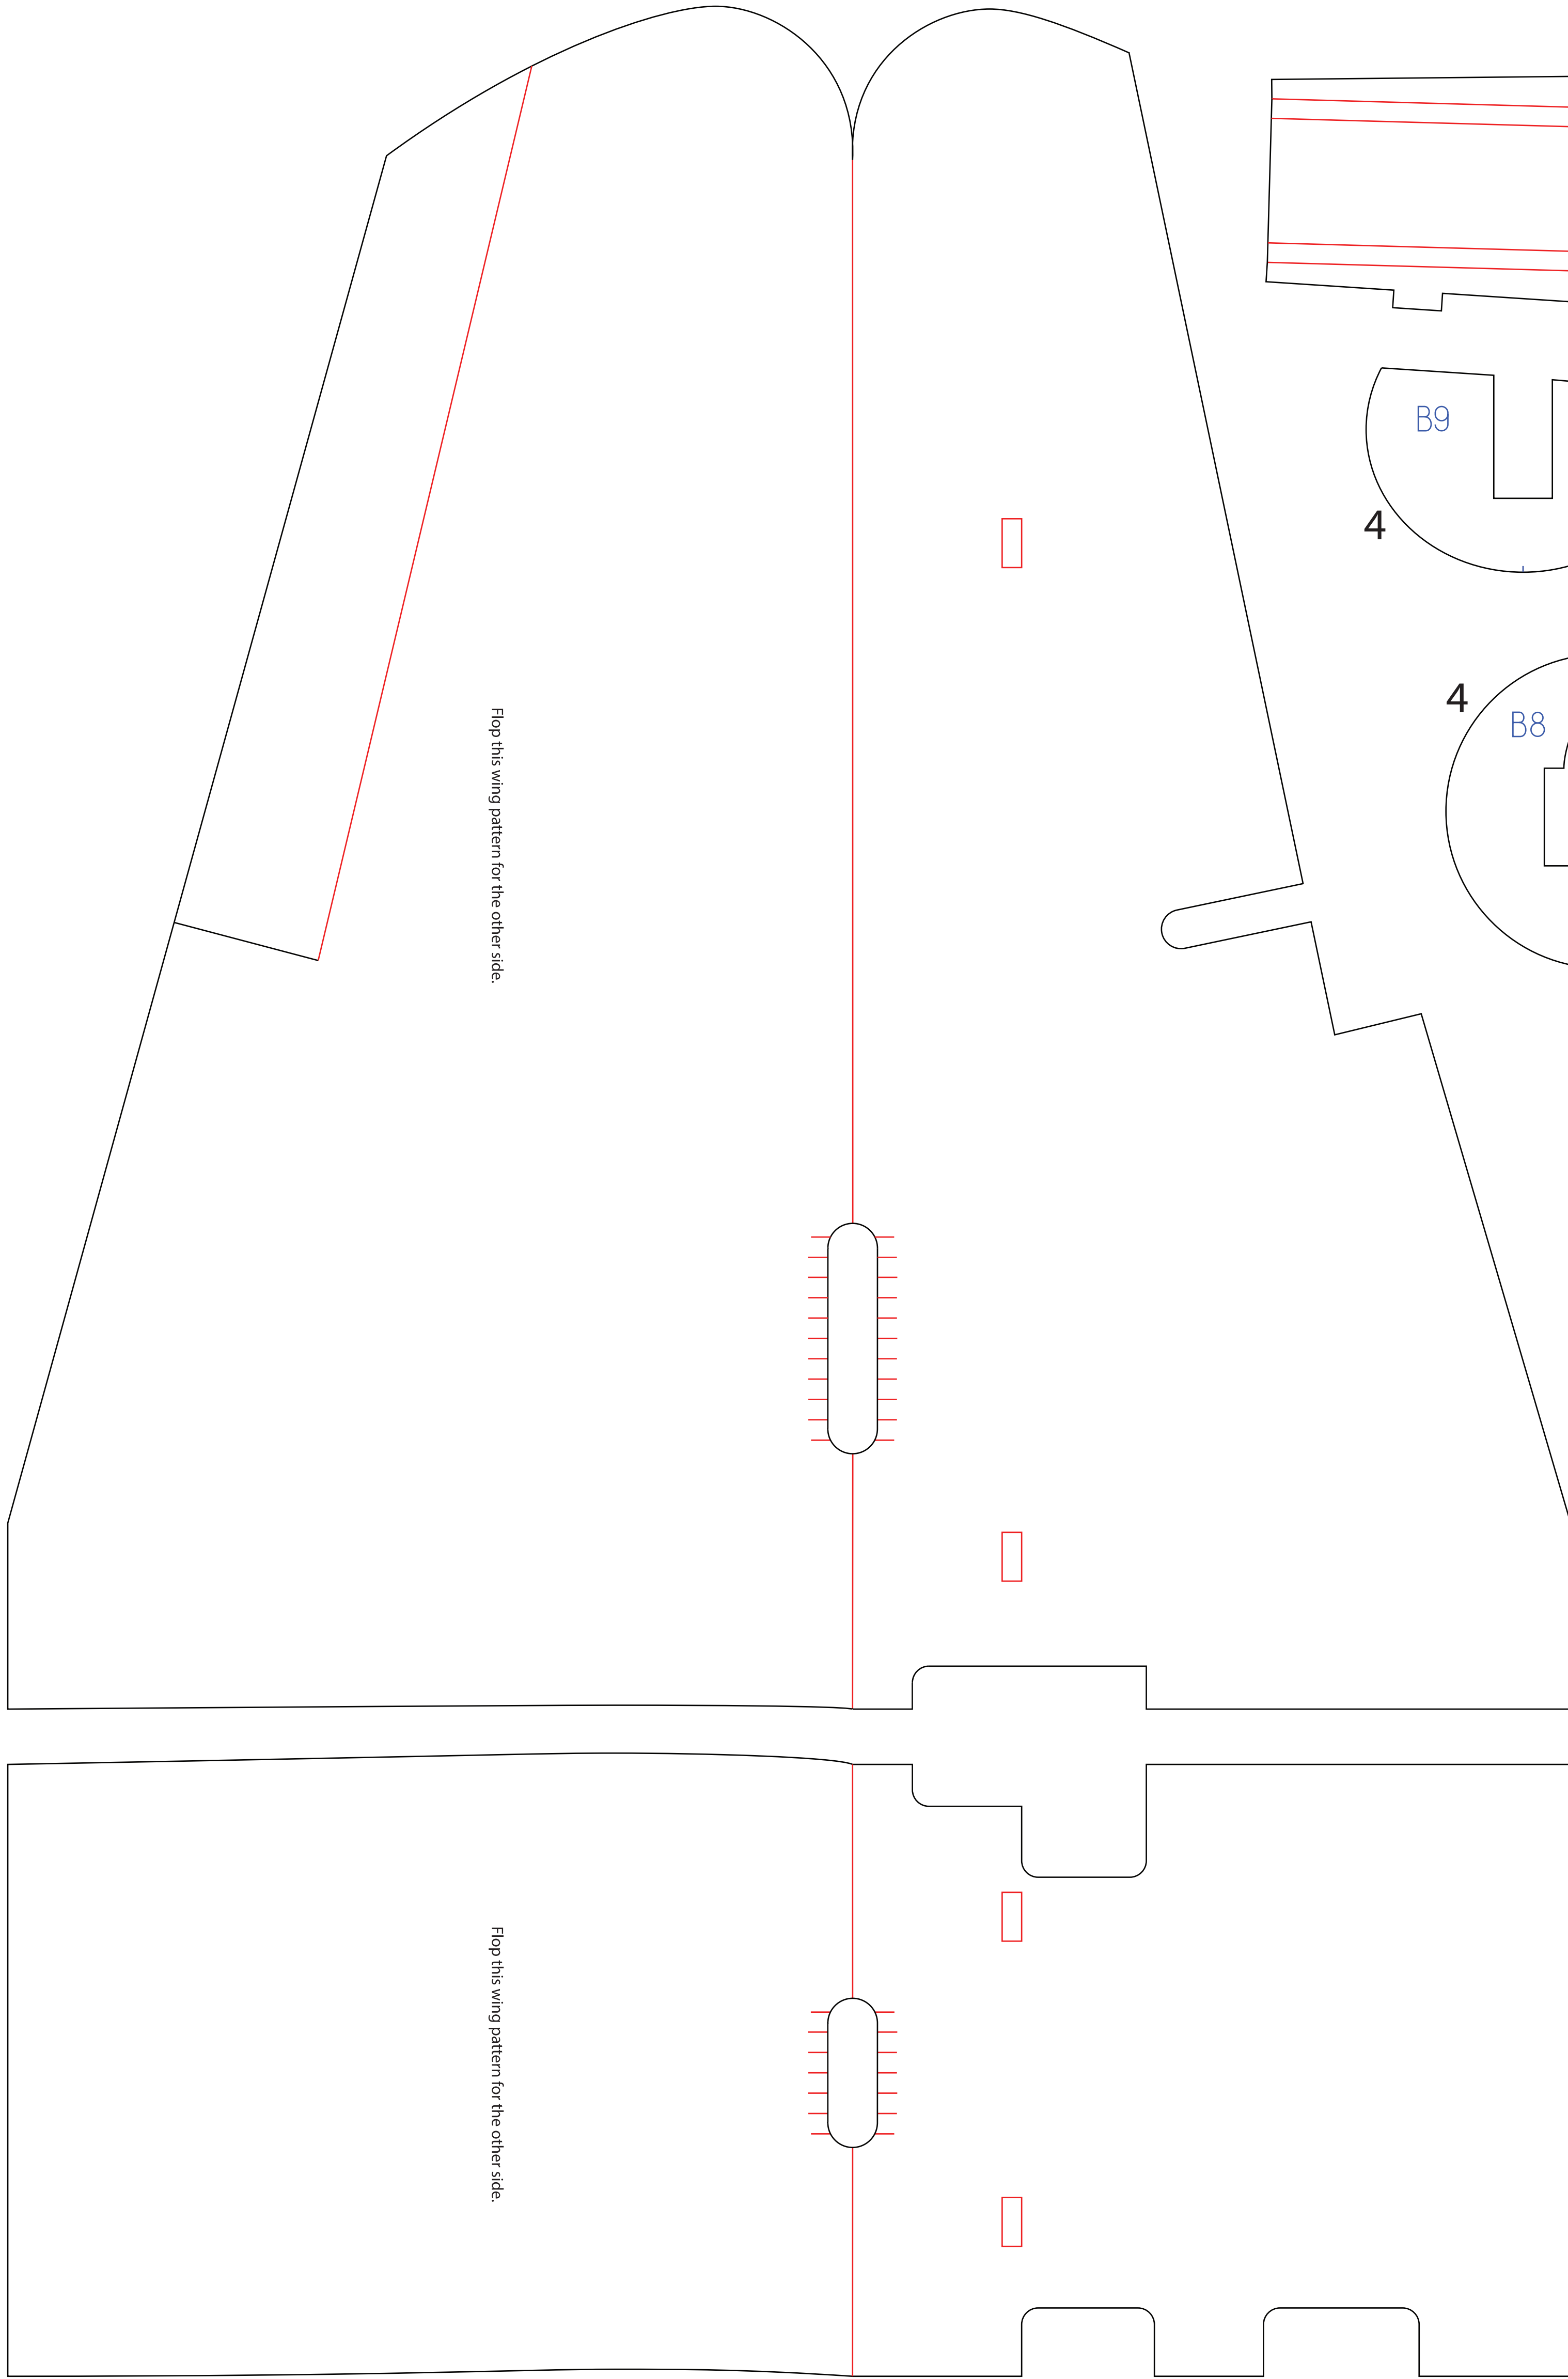 B9
4
4
B8
Flop this wing pattern for the other side.
Flop this wing pattern for the other side.